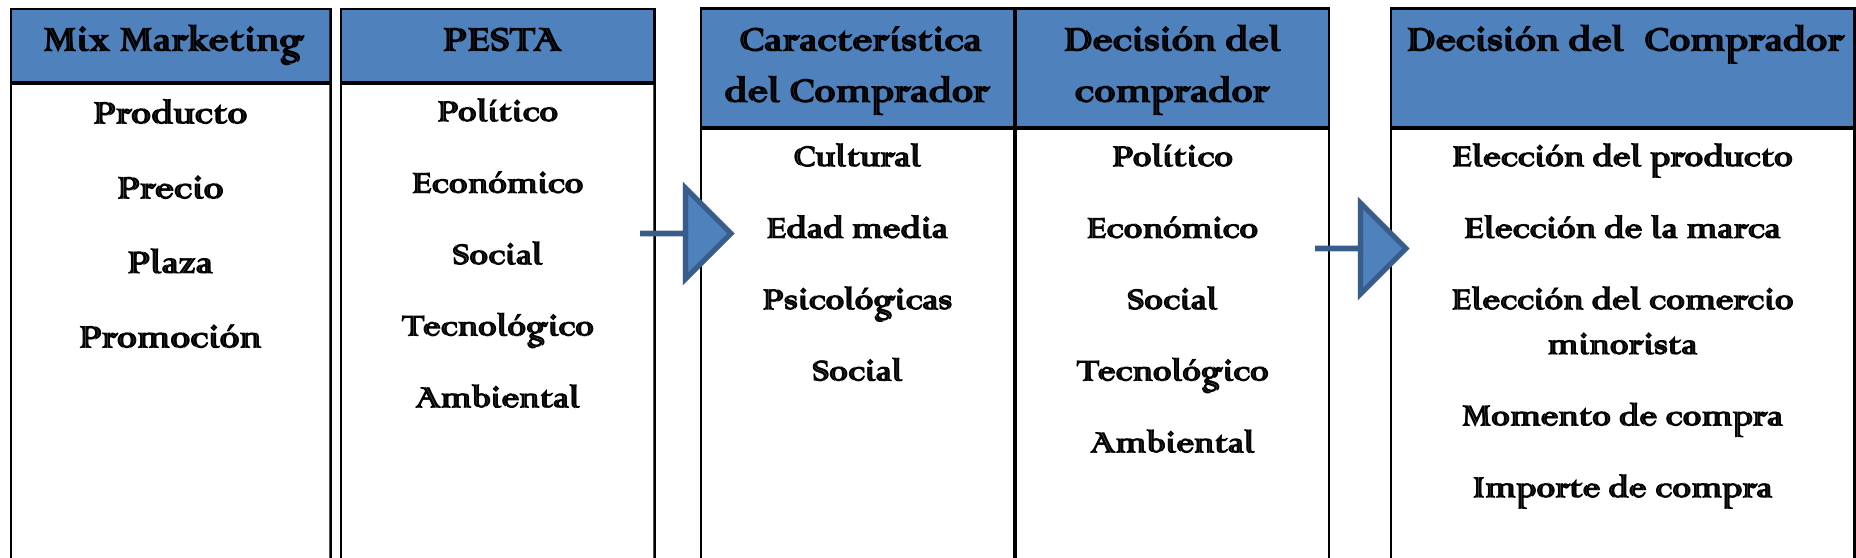 Mix Marketing
Producto
Precio
Plaza
Promoción
PESTA
Político
Económico
Social
Tecnológico
Ambiental
Característica
del Comprador
Cultural
Edad media
Psicológicas
Social
Decisión del
comprador
Político
Económico
Social
Tecnológico
Ambiental
Decisión del Comprador
Elección del producto
Elección de la marca
Elección del comercio
minorista
Momento de compra
Importe de compra